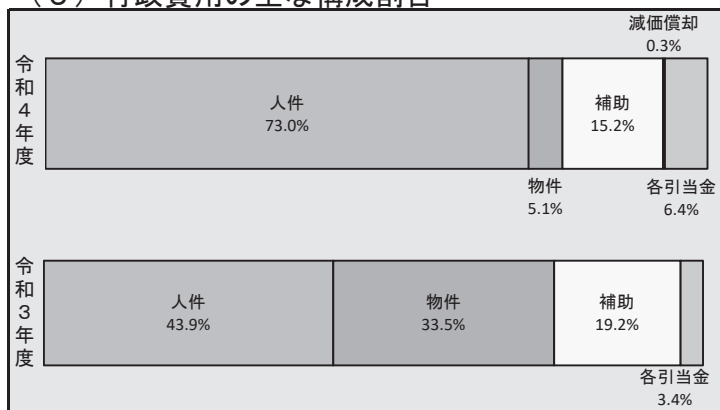 （３）行政費用の主な構成割合
減価償却
0.3%
令和４年度
人件
73.0%
補助
15.2%
物件
5.1%
各引当金
6.4%
令和３年度
人件
43.9%
物件
33.5%
補助
19.2%
各引当金
3.4%